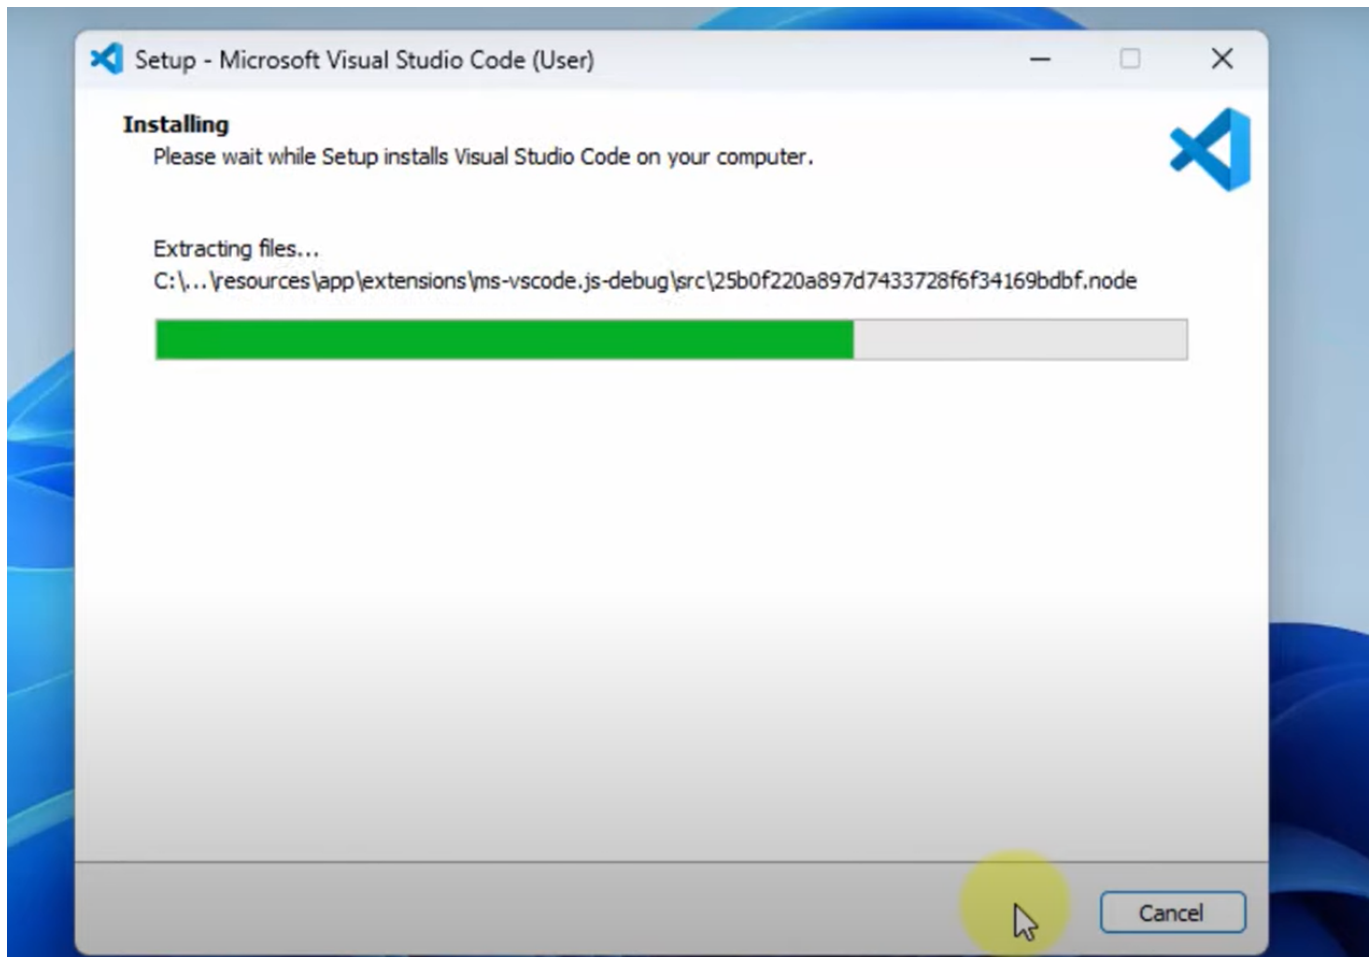 Setup - Microsoft Visual Studio Code (User)
Installing
Please wait while Setup installs Visual Studio Code on your computer.
Extracting files...
C:\...\resources\app\extensions\ms-vscode.js-debug\src\25b0f220a897d7433728f6f34169bdbf.node
Cancel